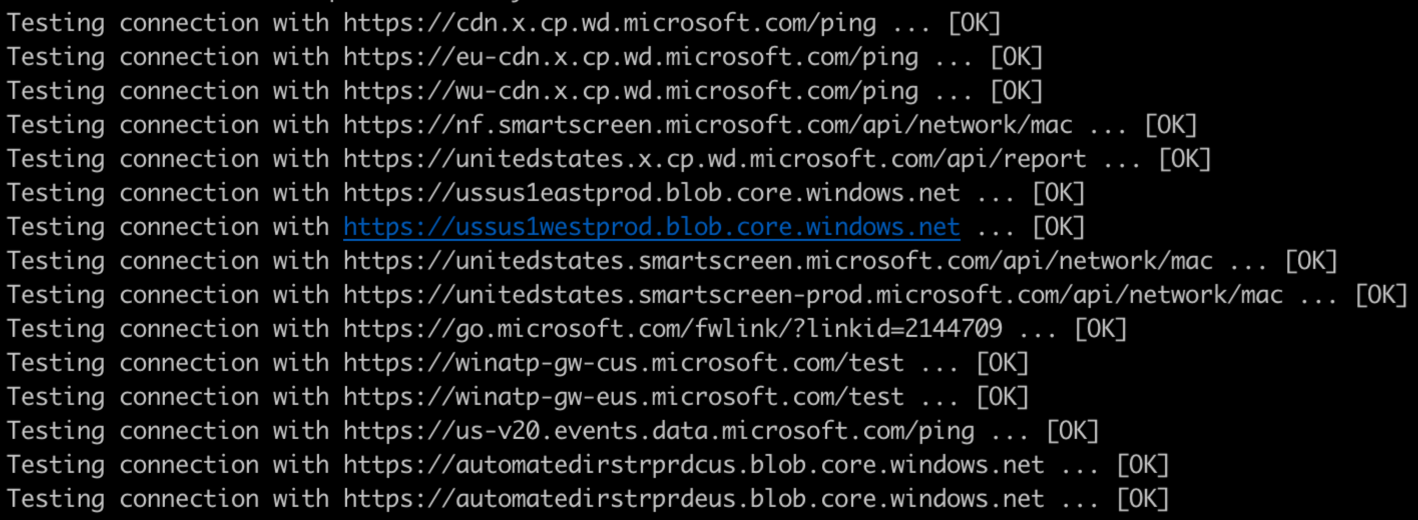 Testing connection with https://cdn.x.cp.wd.microsoft.com/ping ... [OK]
Testing connection with https://eu-cdn.x.cp.wd.microsoft.com/ping ... [OK]
Testing connection with https://wu-cdn.x.cp.wd.microsoft.com/ping ... [OK]
Testing connection with https://nf.smartscreen.microsoft.com/api/network/mac ... [OK]
Testing connection with https://unitedstates.x.cp.wd.microsoft.com/api/report ... [OK]
Testing connection with https://ussus1eastprod.blob.core.windows.net ... [OK]
Testing connection with https://ussus1westprod.blob.core.windows.net ... [OK]
Testing connection with https://unitedstates.smartscreen.microsoft.com/api/network/mac ... [OK]
Testing connection with https://unitedstates.smartscreen-prod.microsoft.com/api/network/mac ... [OK]
Testing connection with https://go.microsoft.com/fwlink/?linkid=2144709 ... [OK]
Testing connection with https://winatp-gw-cus.microsoft.com/test ... [OK]
Testing connection with https://winatp-gw-eus.microsoft.com/test ... [OK]
Testing connection with https://us-v20.events.data.microsoft.com/ping ... [OK]
Testing connection with https://automatedirstrprdcus.blob.core.windows.net ... [OK]
Testing connection with https://automatedirstrprdeus.blob.core.windows.net ... [OK]